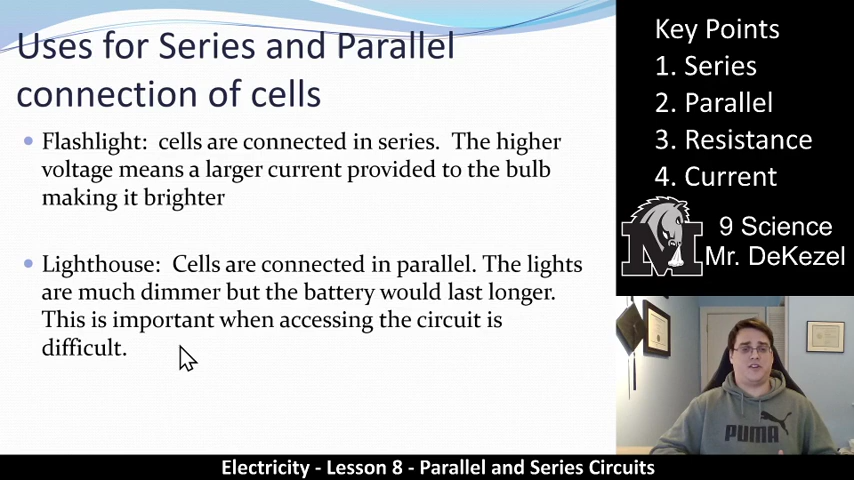 Uses for Series and Parallel
connection of cells
Flashlight: cells are connected in series. The higher
voltage means a larger current provided to the bulb
making it brighter
Lighthouse: Cells are connected in parallel. The lights
are much dimmer but the battery would last longer.
This is important when accessing the circuit is
difficult.
Key Points
1. Series
2. Parallel
3. Resistance
4. Current
M
9 Science
Mr. DeKezel
PUMA
Electricity - Lesson 8 - Parallel and Series Circuits